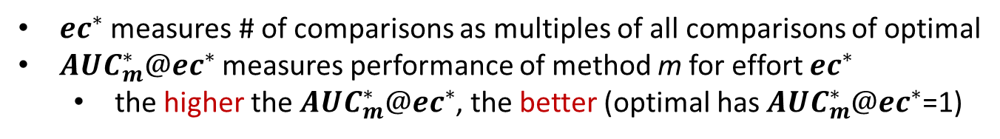 • ec* measures # of comparisons as multiples of all comparisons of optimal
• AUC*m@ec* measures performance of method m for effort ec*
• the higher the AUC*m@ec*, the better (optimal has AUC*m@ec*=1)